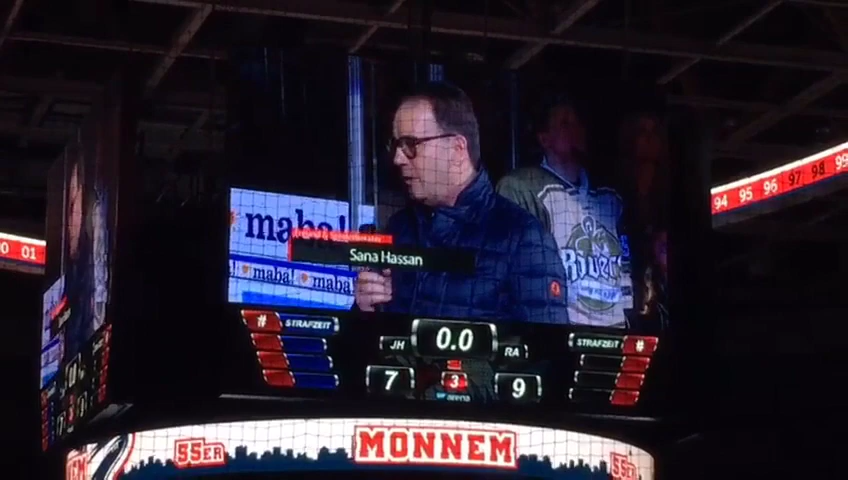 94 95 96 97 98 99
maba!
Sana Hassan
maba! maba!
Rivers
01
# STRAFZEIT
0.0
STRAFZEIT #
JH
RA
7
3
9
arena
55ER
MONNEM
55ER